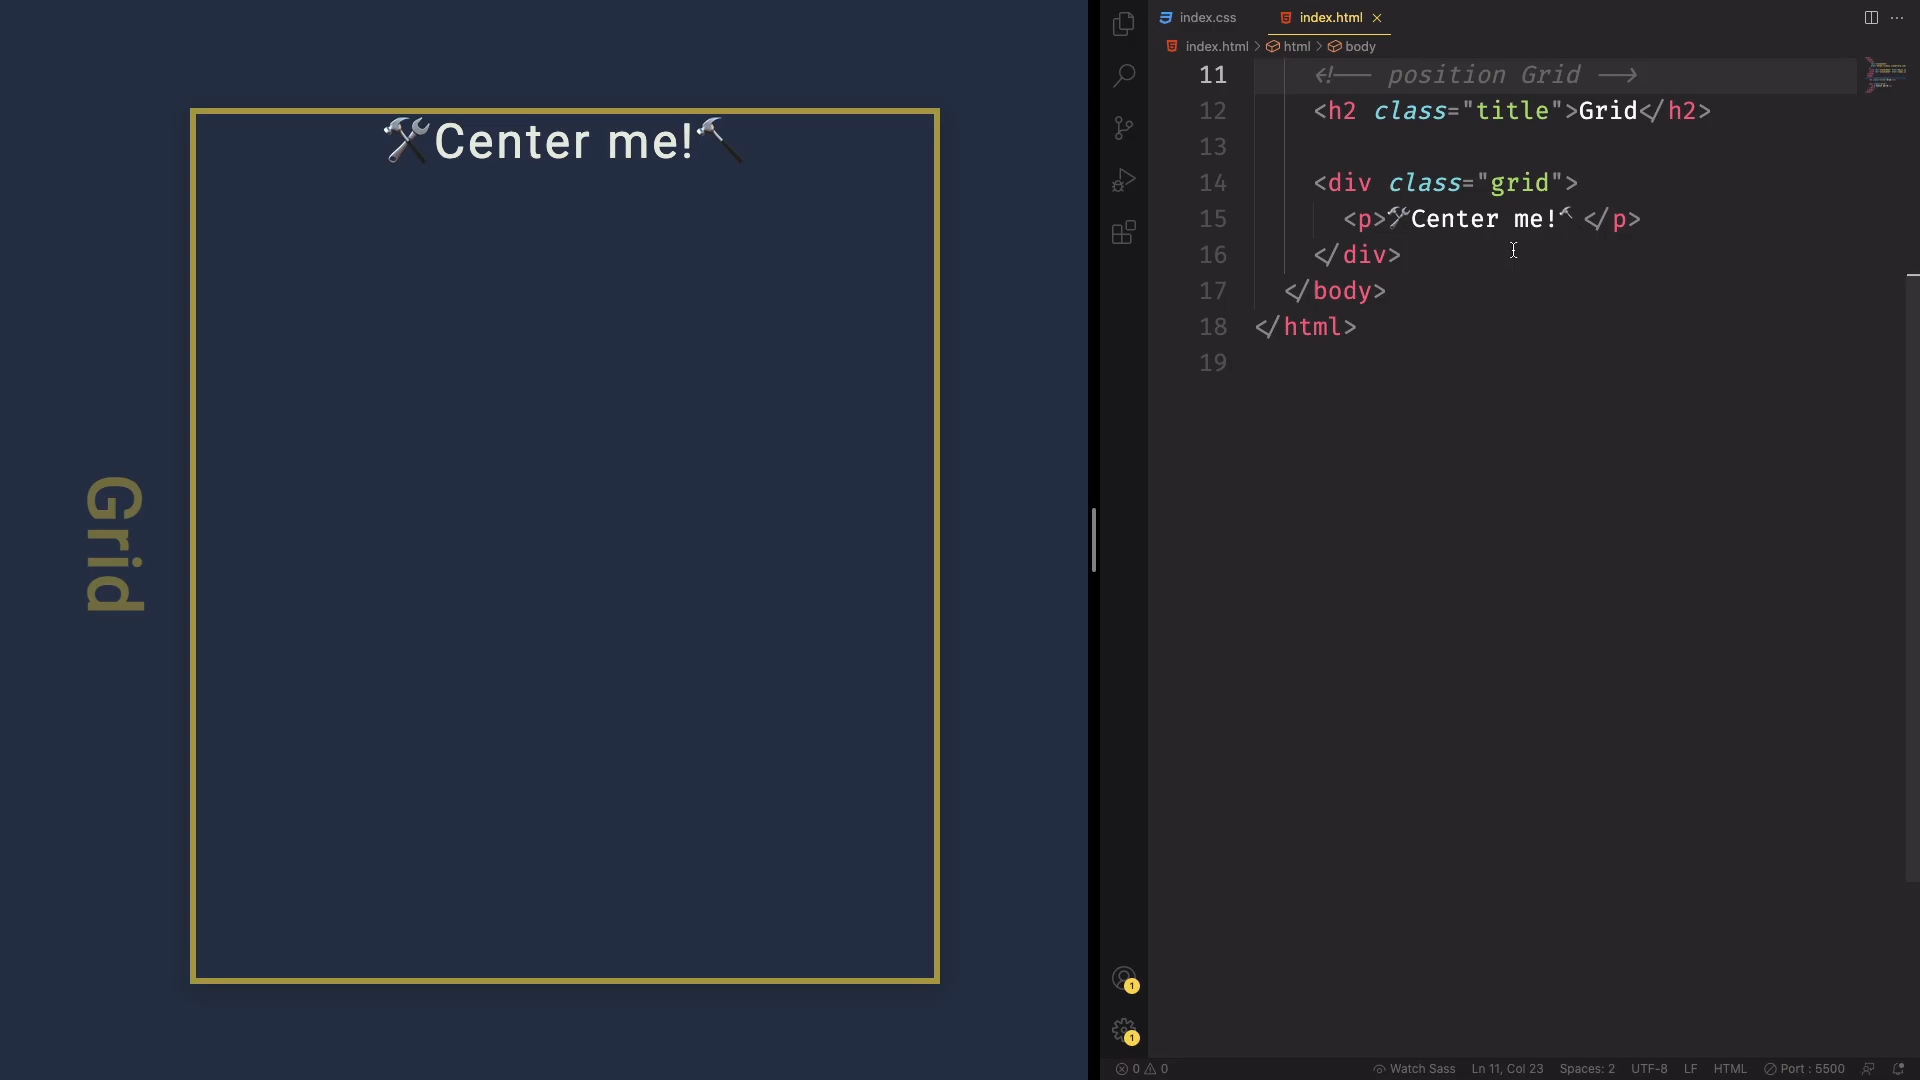 🛠Center me!🔨
Grid
index.css
index.html
index.html > html > body
11 <!-- position Grid -->
12 <h2 class="title">Grid</h2>
13
14 <div class="grid">
15 <p>🛠Center me!🔨 </p>
16 </div>
17 </body>
18 </html>
19
1
1
0 0
Watch Sass
Ln 11, Col 23
Spaces: 2
UTF-8
LF
HTML
Port : 5500